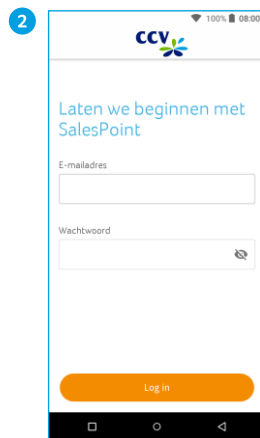 2
100% 08:00
CCV
Laten we beginnen met
SalesPoint
E-mailadres
Wachtwoord
Log in